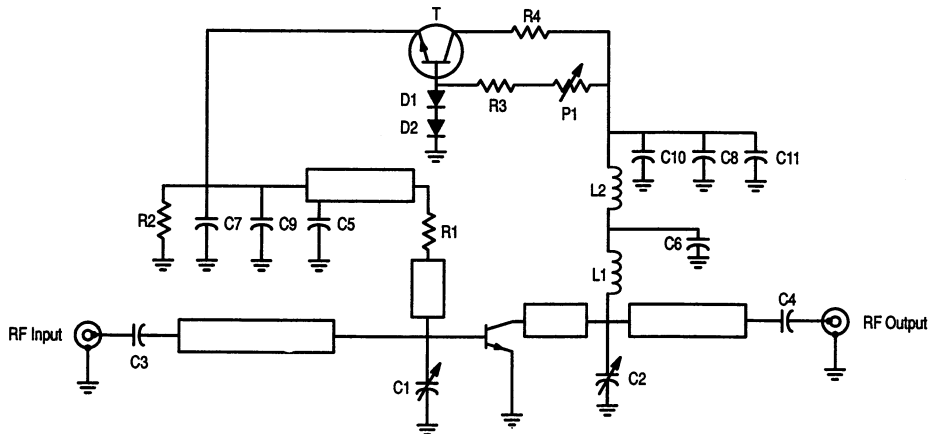 T
R4
D1
R3
P1
D2
C10
C8
C11
L2
R2
C7
C9
C5
R1
C6
L1
C4
RF Input
RF Output
C3
C1
C2